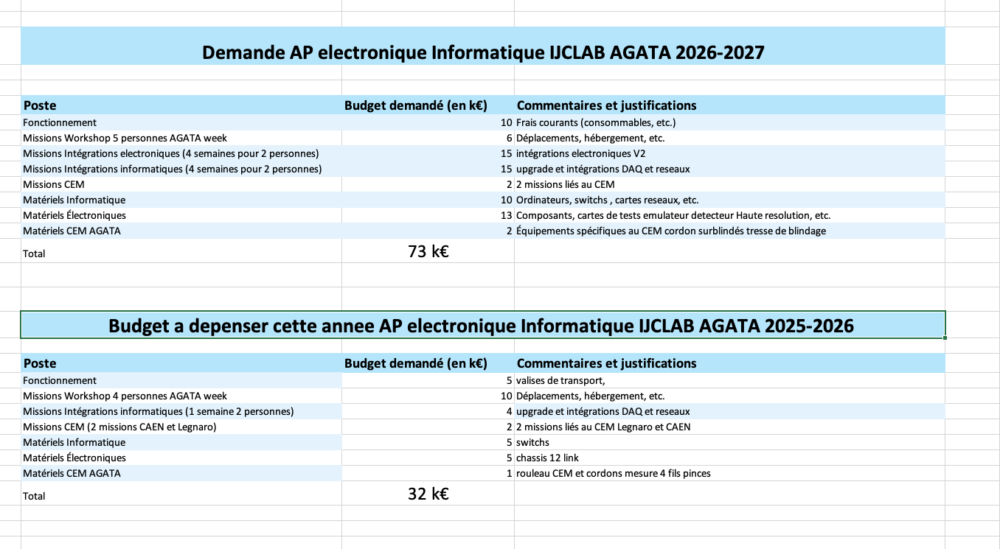 Demande AP electronique Informatique IJCLAB AGATA 2026-2027
Poste Budget demandé (en k€) Commentaires et justifications
Fonctionnement 10 Frais courants (consommables, etc.)
Missions Workshop 5 personnes AGATA week 6 Déplacements, hébergement, etc.
Missions Intégrations electroniques (4 semaines pour 2 personnes) 15 intégrations electroniques V2
Missions Intégrations informatiques (4 semaines pour 2 personnes) 15 upgrade et intégrations DAQ et reseaux
Missions CEM 2 2 missions liés au CEM
Matériels Informatique 10 Ordinateurs, switchs , cartes reseaux, etc.
Matériels Électroniques 13 Composants, cartes de tests emulateur detecteur Haute resolution, etc.
Matériels CEM AGATA 2 Équipements spécifiques au CEM cordon surblindés tresse de blindage
Total 73 k€
Budget a depenser cette annee AP electronique Informatique IJCLAB AGATA 2025-2026
Poste Budget demandé (en k€) Commentaires et justifications
Fonctionnement 5 valises de transport,
Missions Workshop 4 personnes AGATA week 10 Déplacements, hébergement, etc.
Missions Intégrations informatiques (1 semaine 2 personnes) 4 upgrade et intégrations DAQ et reseaux
Missions CEM (2 missions CAEN et Legnaro) 2 2 missions liés au CEM Legnaro et CAEN
Matériels Informatique 5 switchs
Matériels Électroniques 5 chassis 12 link
Matériels CEM AGATA 1 rouleau CEM et cordons mesure 4 fils pinces
Total 32 k€